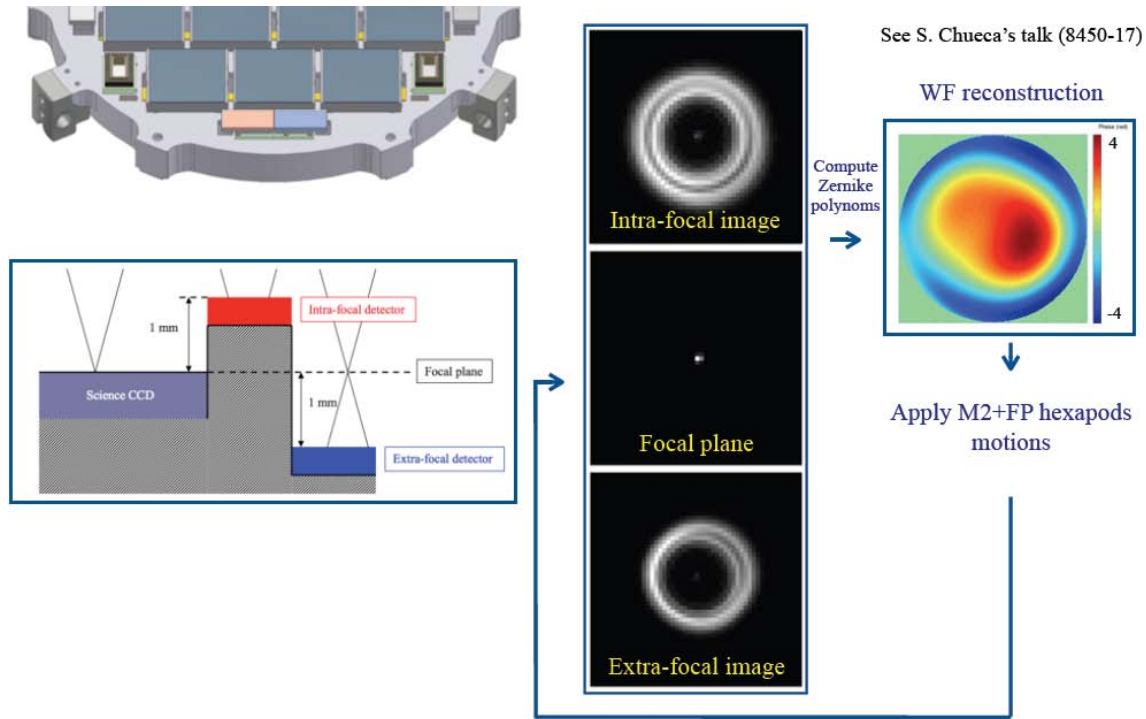 See S. Chueca's talk (8450-17)
WF reconstruction
Phase (rad)
4
-4
Compute
Zernike
polynoms
Intra-focal image
Focal plane
Extra-focal image
Apply M2+FP hexapods
motions
1 mm
Intra-focal detector
Focal plane
Science CCD
1 mm
Extra-focal detector